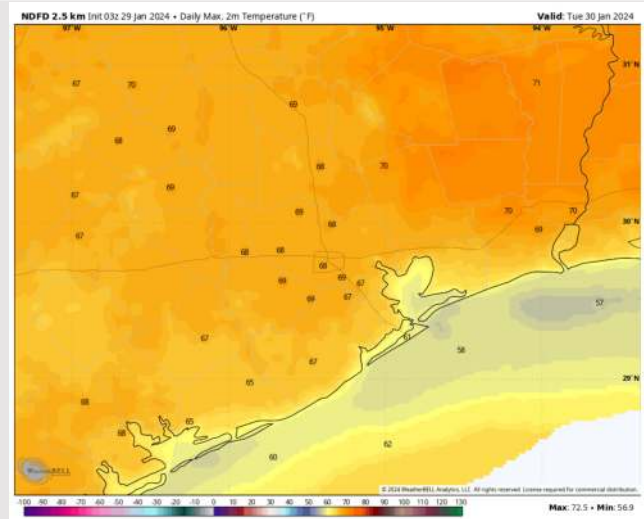 NDFD 2.5 km Init 03z 29 Jan 2024 • Daily Max. 2m Temperature (°F) Valid: Tue 30 Jan 2024
97°W 96°W 95°W 94°W
31°N
67 70 71
69
68 69
68 70
67 69
69 70 70
68 30°N
67 69
68 68
68
69 67
68
69 67
57
67 61
58
67
65 29°N
68
65
68
62
60
WeatherBELL
© 2024 WeatherBELL Analytics, LLC. All rights reserved. License required for commercial distribution.
-100 -90 -80 -70 -60 -50 -40 -30 -20 -10 0 10 20 30 40 50 60 70 80 90 100 110 120 130
Max: 72.5 • Min: 56.9